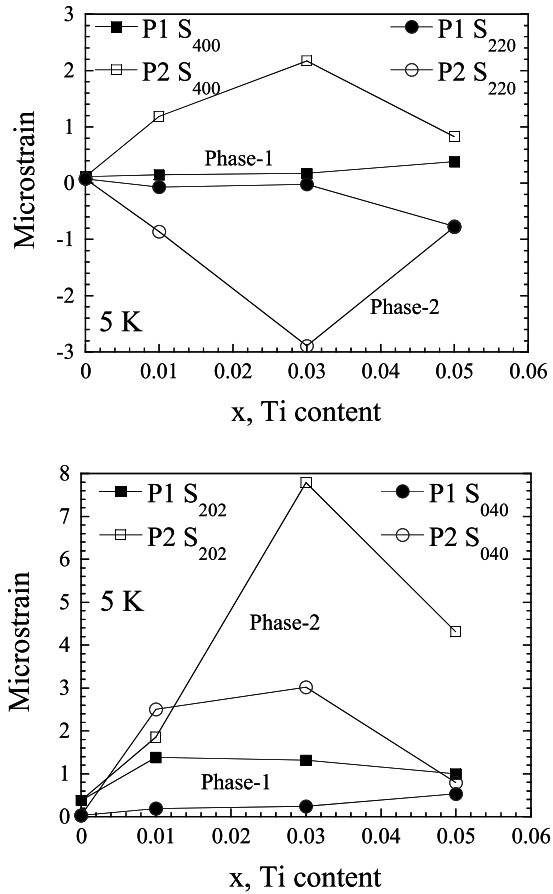 3
P1 S400 P1 S220
2
P2 S400 P2 S220
1
Phase-1
0
Microstrain
-1
-2
Phase-2
5 K
-3
0 0.01 0.02 0.03 0.04 0.05 0.06
x, Ti content
8
P1 S202 P1 S040
7
P2 S202 P2 S040
6
5 K
5
Phase-2
4
Microstrain
3
2
Phase-1
1
0
0 0.01 0.02 0.03 0.04 0.05 0.06
x, Ti content